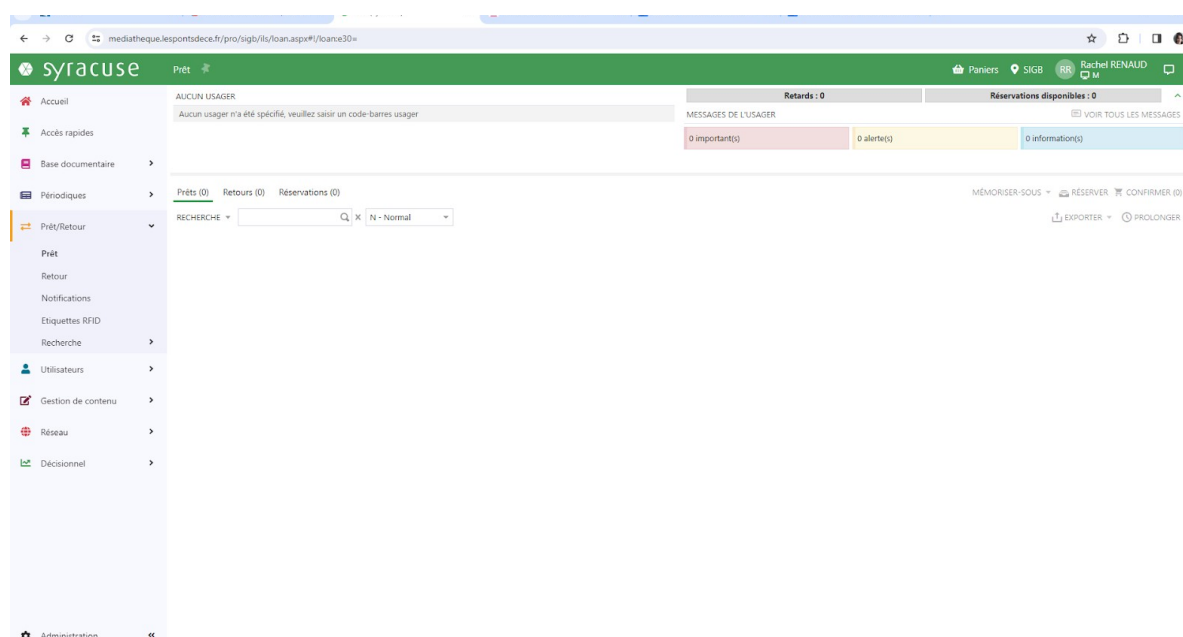 mediatheque.lespontsdece.fr/pro/sigb/ils/loan.aspx#!/loan:e30=
syracuse
Prêt
Paniers
SIGB
RR
Rachel RENAUD
M
Accueil
Accès rapides
Base documentaire
Périodiques
Prêt/Retour
Prêt
Retour
Notifications
Etiquettes RFID
Recherche
Utilisateurs
Gestion de contenu
Réseau
Décisionnel
Administration
AUCUN USAGER
Aucun usager n'a été spécifié, veuillez saisir un code-barres usager
Retards : 0
Réservations disponibles : 0
MESSAGES DE L'USAGER
VOIR TOUS LES MESSAGES
0 important(s)
0 alerte(s)
0 information(s)
Prêts (0) Retours (0) Réservations (0)
MÉMORISER-SOUS RÉSERVER CONFIRMER (0)
RECHERCHE X N - Normal
EXPORTER PROLONGER